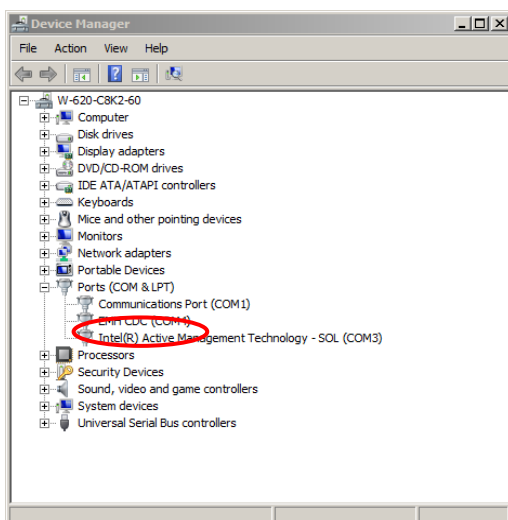 Device Manager
File Action View Help
W-620-C8K2-60
Computer
Disk drives
Display adapters
DVD/CD-ROM drives
IDE ATA/ATAPI controllers
Keyboards
Mice and other pointing devices
Monitors
Network adapters
Portable Devices
Ports (COM & LPT)
Communications Port (COM1)
EMH CDC (COM4)
Intel(R) Active Management Technology - SOL (COM3)
Processors
Security Devices
Sound, video and game controllers
System devices
Universal Serial Bus controllers